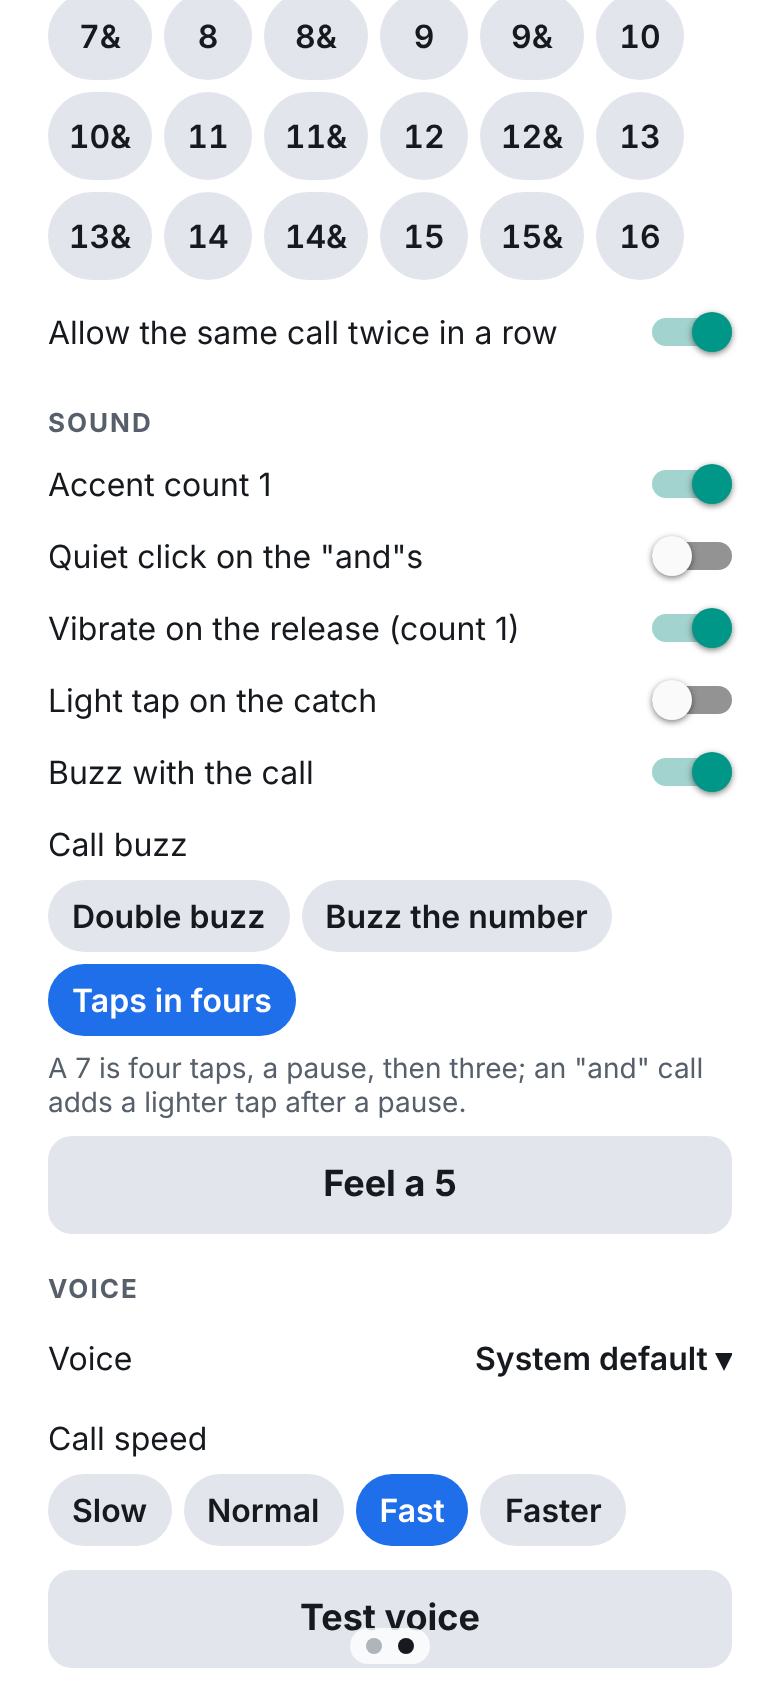 7& 8 8& 9 9& 10
10& 11 11& 12 12& 13
13& 14 14& 15 15& 16
Allow the same call twice in a row
SOUND
Accent count 1
Quiet click on the "and"s
Vibrate on the release (count 1)
Light tap on the catch
Buzz with the call
Call buzz
Double buzz Buzz the number
Taps in fours
A 7 is four taps, a pause, then three; an "and" call
adds a lighter tap after a pause.
Feel a 5
VOICE
Voice System default ▾
Call speed
Slow Normal Fast Faster
Test voice